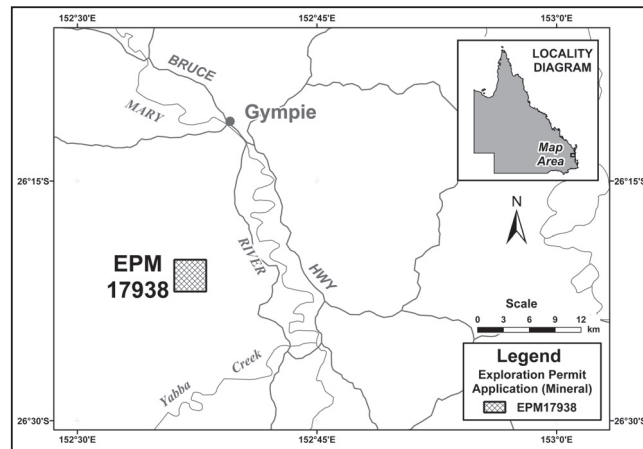 152°30'E
152°45'E
153°0'E
BRUCE
MARY
Gympie
LOCALITY
DIAGRAM
Map
Area
26°15'S
26°15'S
N
EPM
17938
RIVER
HWY
Scale
0 3 6 9 12
km
Yabba Creek
Legend
Exploration Permit
Application (Mineral)
EPM17938
26°30'S
26°30'S
152°30'E
152°45'E
153°0'E